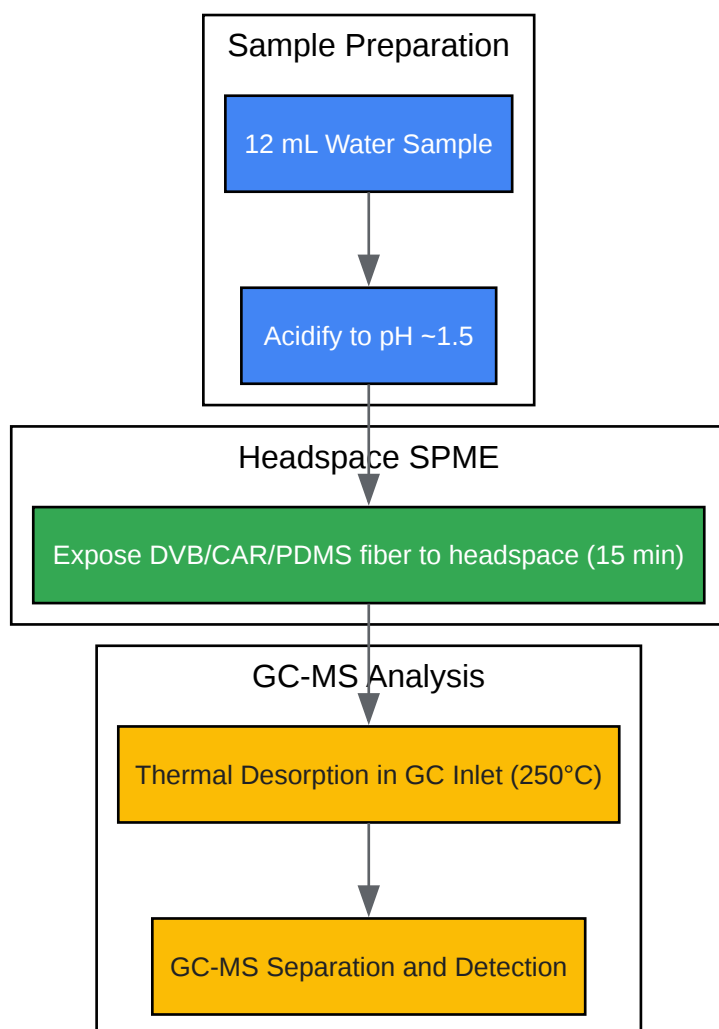 Sample Preparation
12 mL Water Sample
Acidify to pH ~1.5
Headspace SPME
Expose DVB/CAR/PDMS fiber to headspace (15 min)
GC-MS Analysis
Thermal Desorption in GC Inlet (250°C)
GC-MS Separation and Detection